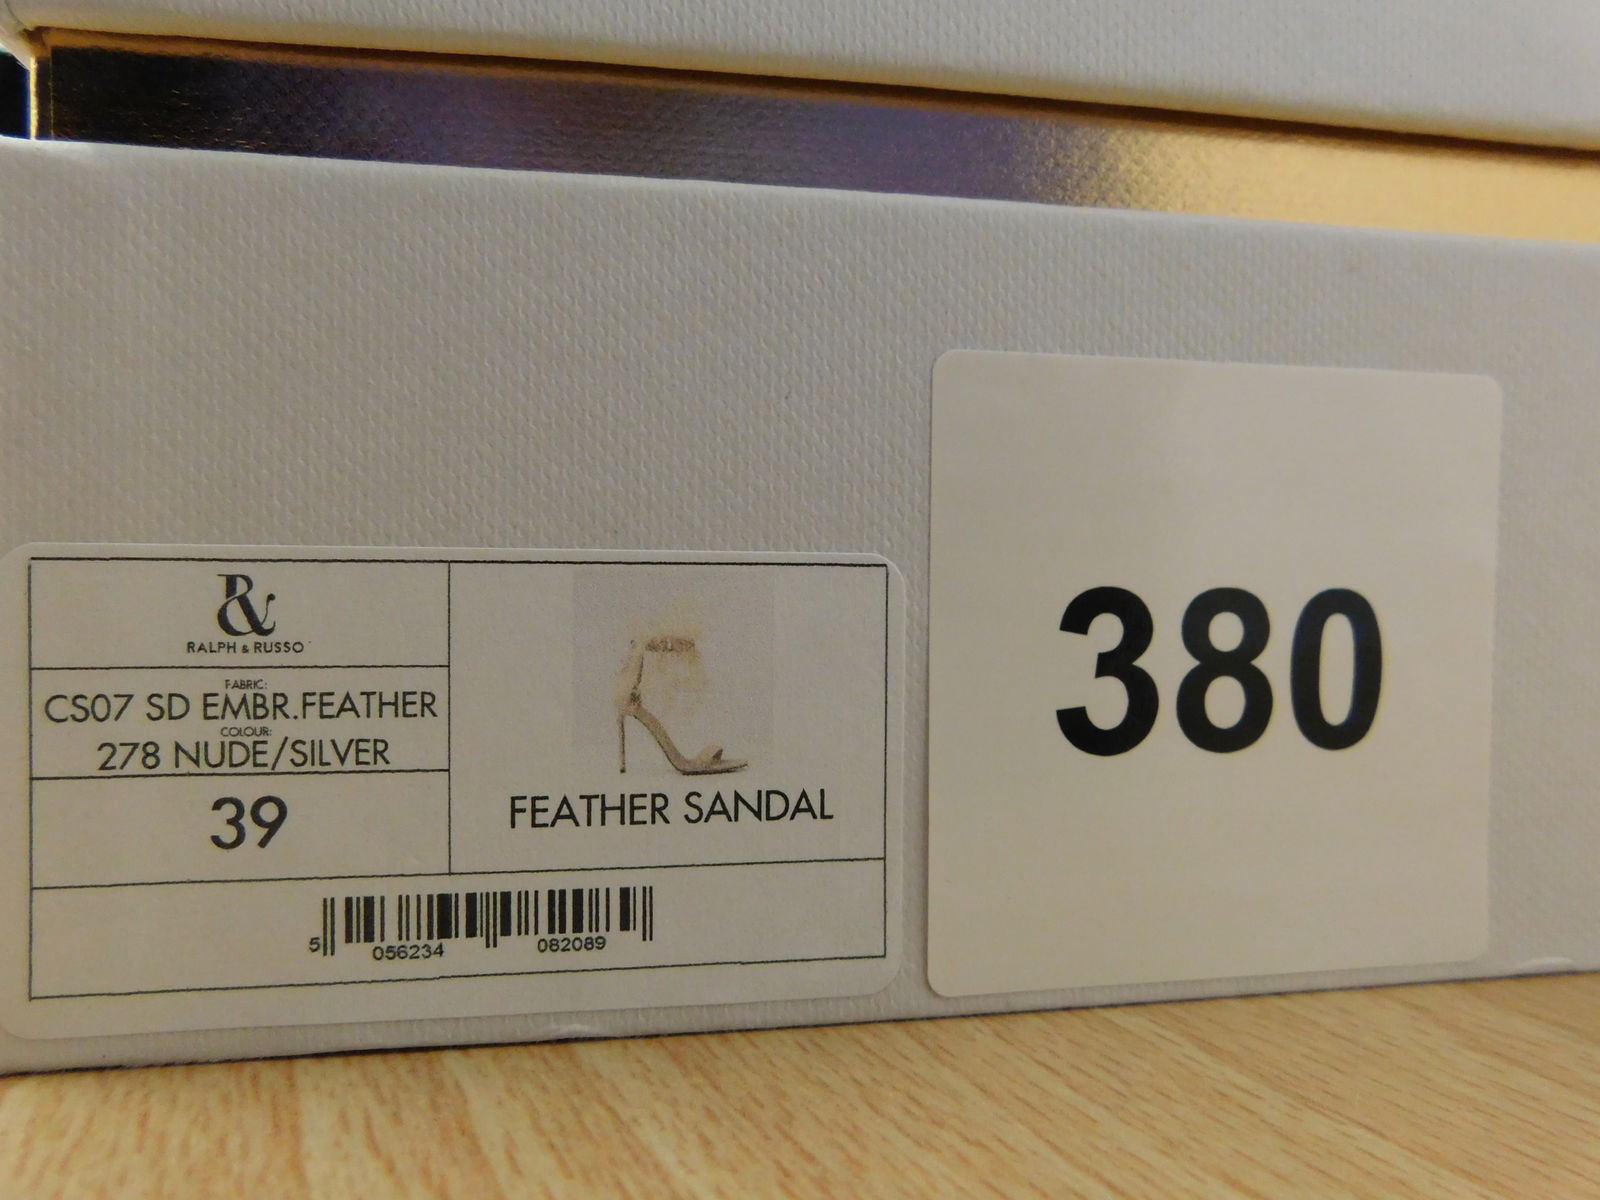 &
RALPH & RUSSO
FABRIC:
CS07 SD EMBR.FEATHER
COLOUR:
278 NUDE/SILVER
39
FEATHER SANDAL
5 056234 082089
380